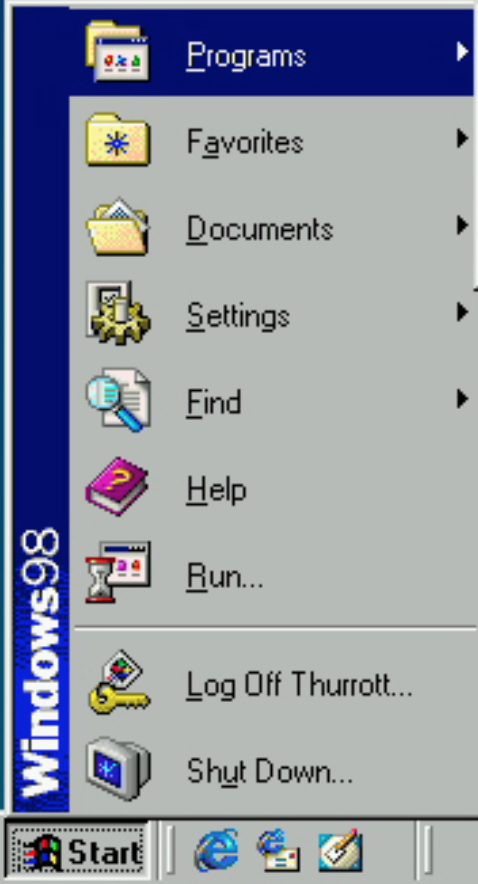 Programs
Favorites
Documents
Settings
Find
Help
Run...
Log Off Thurrott...
Shut Down...
Windows98
Start